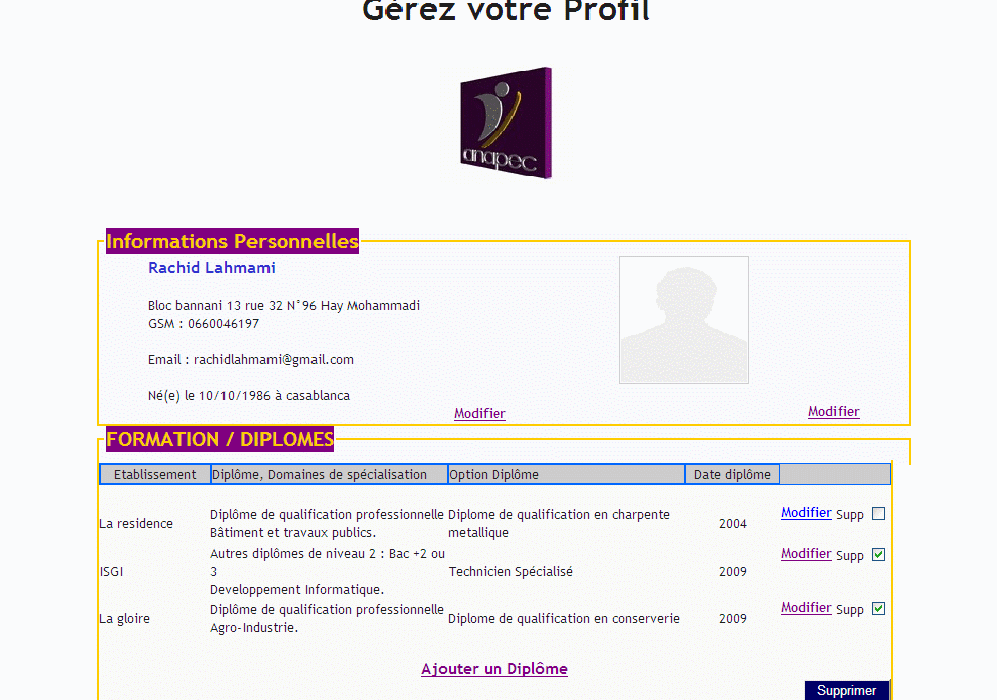 Gérez votre Profil
anapec
Informations Personnelles
Rachid Lahmami
Bloc bannani 13 rue 32 N°96 Hay Mohammadi
GSM : 0660046197
Email : rachidlahmami@gmail.com
Né(e) le 10/10/1986 à casablanca
Modifier Modifier
FORMATION / DIPLOMES
Etablissement Diplôme, Domaines de spécialisation Option Diplôme Date diplôme
La residence Diplôme de qualification professionnelle Diplome de qualification en charpente 2004 Modifier Supp
Bâtiment et travaux publics. metallique
Autres diplômes de niveau 2 : Bac +2 ou Modifier Supp
ISGI 3 Technicien Spécialisé 2009
Developpement Informatique.
Diplôme de qualification professionnelle Modifier Supp
La gloire Diplome de qualification en conserverie 2009
Agro-Industrie.
Ajouter un Diplôme
Supprimer